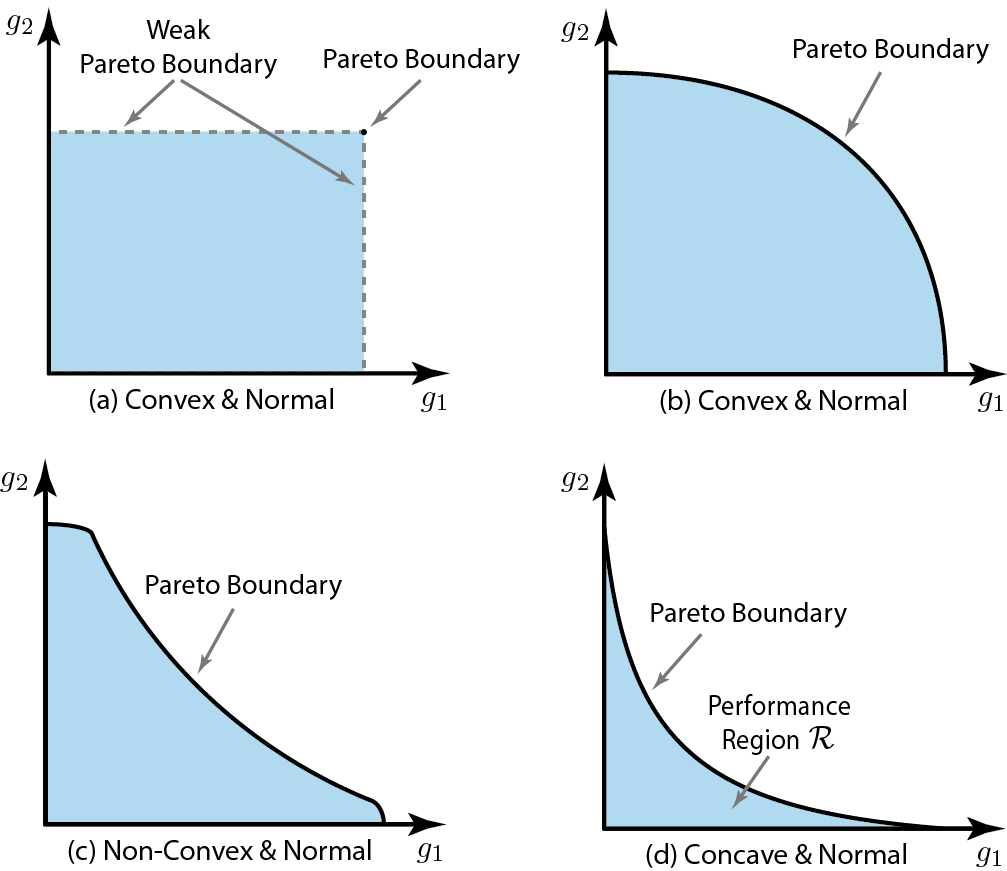 g₂
Weak
Pareto Boundary
Pareto Boundary
(a) Convex & Normal
g₁
g₂
Pareto Boundary
(b) Convex & Normal
g₁
g₂
Pareto Boundary
(c) Non-Convex & Normal
g₁
g₂
Pareto Boundary
Performance
Region ℛ
(d) Concave & Normal
g₁